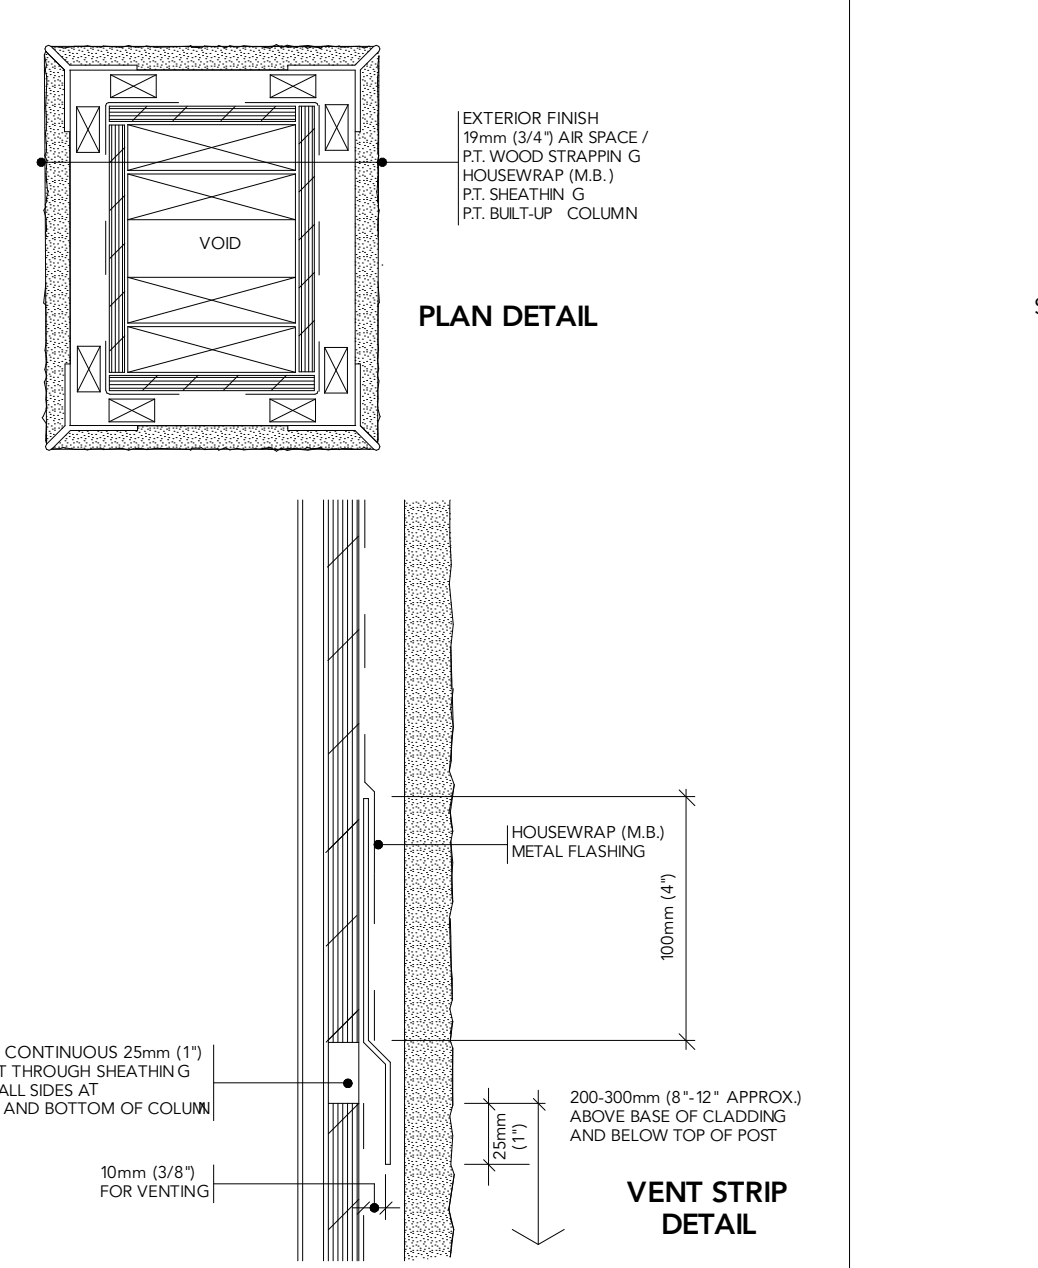 EXTERIOR FINISH
19mm (3/4") AIR SPACE /
P.T. WOOD STRAPPIN G
HOUSEWRAP (M.B.)
P.T. SHEATHIN G
P.T. BUILT-UP COLUMN
VOID
PLAN DETAIL
HOUSEWRAP (M.B.)
METAL FLASHING
100mm (4")
CONTINUOUS 25mm (1")
THROUGH SHEATHIN G
ALL SIDES AT
AND BOTTOM OF COLUMN
25mm
(1")
200-300mm (8"-12" APPROX.)
ABOVE BASE OF CLADDING
AND BELOW TOP OF POST
10mm (3/8")
FOR VENTING
VENT STRIP
DETAIL